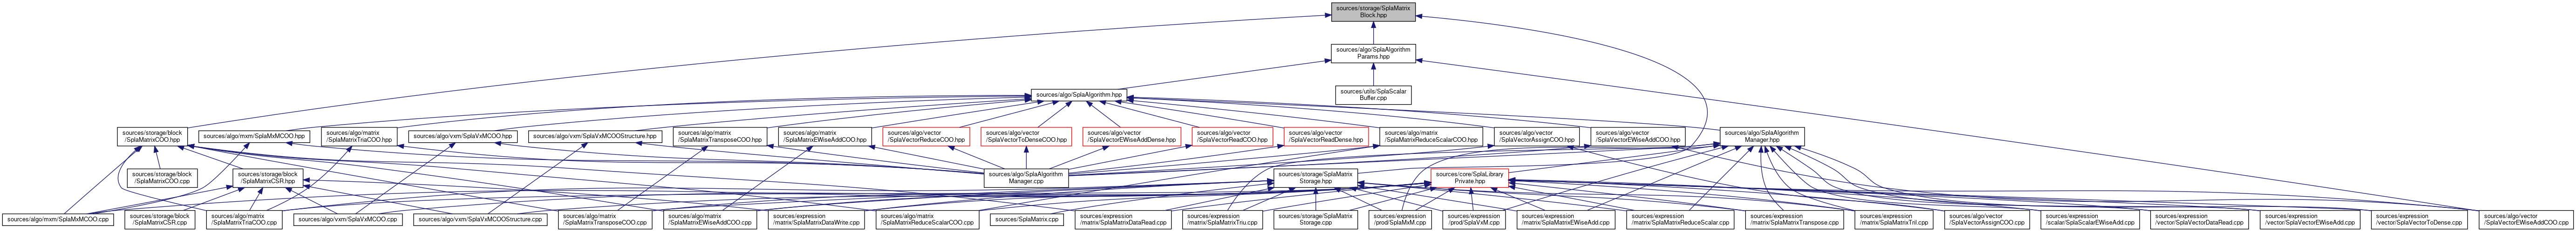 sources/storage/SplaMatrix
Block.hpp
sources/algo/SplaAlgorithm
Params.hpp
sources/algo/SplaAlgorithm.hpp
sources/utils/SplaScalar
Buffer.cpp
sources/storage/block
/SplaMatrixCOO.hpp
sources/algo/mxm/SplaMxMCOO.hpp
sources/algo/matrix
/SplaMatrixTriaCOO.hpp
sources/algo/vxm/SplaVxMCOO.hpp
sources/algo/vxm/SplaVxMCOOStructure.hpp
sources/algo/matrix
/SplaMatrixTransposeCOO.hpp
sources/algo/matrix
/SplaMatrixEWiseAddCOO.hpp
sources/algo/vector
/SplaVectorReduceCOO.hpp
sources/algo/vector
/SplaVectorToDenseCOO.hpp
sources/algo/vector
/SplaVectorEWiseAddDense.hpp
sources/algo/vector
/SplaVectorReadCOO.hpp
sources/algo/vector
/SplaVectorReadDense.hpp
sources/algo/matrix
/SplaMatrixReduceScalarCOO.hpp
sources/algo/vector
/SplaVectorAssignCOO.hpp
sources/algo/vector
/SplaVectorEWiseAddCOO.hpp
sources/algo/SplaAlgorithm
Manager.hpp
sources/storage/block
/SplaMatrixCOO.cpp
sources/storage/block
/SplaMatrixCSR.hpp
sources/algo/SplaAlgorithm
Manager.cpp
sources/storage/SplaMatrix
Storage.hpp
sources/core/SplaLibrary
Private.hpp
sources/algo/mxm/SplaMxMCOO.cpp
sources/storage/block
/SplaMatrixCSR.cpp
sources/algo/matrix
/SplaMatrixTriaCOO.cpp
sources/algo/vxm/SplaVxMCOO.cpp
sources/algo/vxm/SplaVxMCOOStructure.cpp
sources/algo/matrix
/SplaMatrixTransposeCOO.cpp
sources/algo/matrix
/SplaMatrixEWiseAddCOO.cpp
sources/expression
/matrix/SplaMatrixDataWrite.cpp
sources/algo/matrix
/SplaMatrixReduceScalarCOO.cpp
sources/SplaMatrix.cpp
sources/expression
/matrix/SplaMatrixDataRead.cpp
sources/expression
/matrix/SplaMatrixTriu.cpp
sources/storage/SplaMatrix
Storage.cpp
sources/expression
/prod/SplaMxM.cpp
sources/expression
/prod/SplaVxM.cpp
sources/expression
/matrix/SplaMatrixEWiseAdd.cpp
sources/expression
/matrix/SplaMatrixReduceScalar.cpp
sources/expression
/matrix/SplaMatrixTranspose.cpp
sources/expression
/matrix/SplaMatrixTril.cpp
sources/algo/vector
/SplaVectorAssignCOO.cpp
sources/expression
/scalar/SplaScalarEWiseAdd.cpp
sources/expression
/vector/SplaVectorDataRead.cpp
sources/expression
/vector/SplaVectorEWiseAdd.cpp
sources/expression
/vector/SplaVectorToDense.cpp
sources/algo/vector
/SplaVectorEWiseAddCOO.cpp